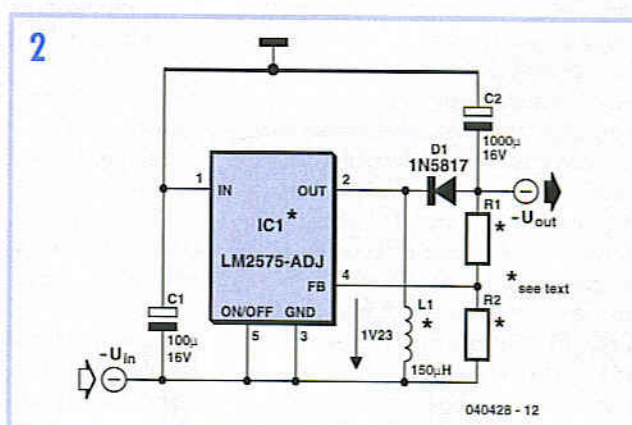 2
C2
1000μ
16V
D1
1N5817
1
IN
OUT
2
IC1*
LM2575-ADJ
R1
*
-Uout
FB
4
*see text
C1
100μ
16V
ON/OFF
GND
5
3
1V23
L1
*
150μH
R2
*
-Uin
040428 - 12